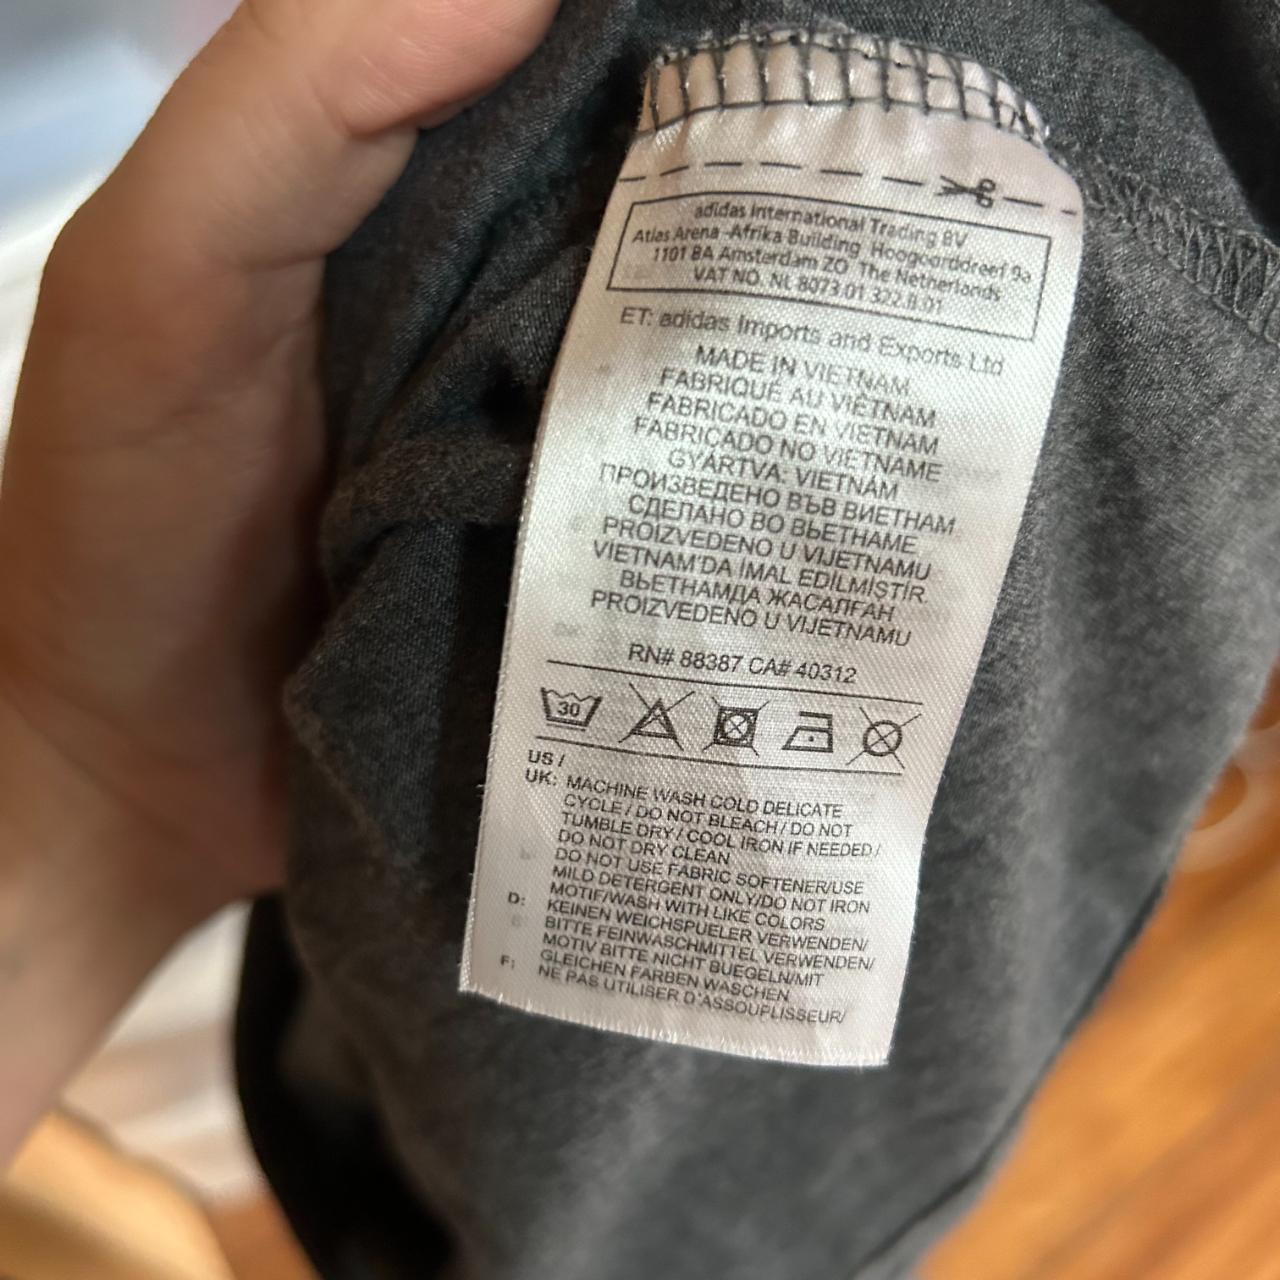 adidas International Trading BV
Atlas Arena -Afrika Building, Hoogoorddreef 9a
1101 BA Amsterdam ZO The Netherlands
VAT NO. NL 8073.01.322.B.01
ET: adidas Imports and Exports Ltd
MADE IN VIETNAM
FABRIQUÉ AU VIÊTNAM
FABRICADO EN VIETNAM
FABRICADO NO VIETNAME
GYÁRTVA: VIETNÁM
ПРОИЗВЕДЕНО ВЪВ ВИЕТНАМ
СДЕЛАНО ВО ВЬЕТНАМЕ
PROIZVEDENO U VIJETNAMU
VIETNAM'DA İMAL EDİLMİŞTİR.
ВЬЕТНАМДА ЖАСАЛҒАН
PROIZVEDENO U VIJETNAMU
RN# 88387 CA# 40312
30
US /
UK: MACHINE WASH COLD DELICATE
CYCLE / DO NOT BLEACH / DO NOT
TUMBLE DRY / COOL IRON IF NEEDED /
DO NOT DRY CLEAN
DO NOT USE FABRIC SOFTENER/USE
MILD DETERGENT ONLY/DO NOT IRON
MOTIF/WASH WITH LIKE COLORS
D: KEINEN WEICHSPUELER VERWENDEN/
BITTE FEINWASCHMITTEL VERWENDEN/
MOTIV BITTE NICHT BUEGELN/MIT
GLEICHEN FARBEN WASCHEN
F: NE PAS UTILISER D'ASSOUPLISSEUR/